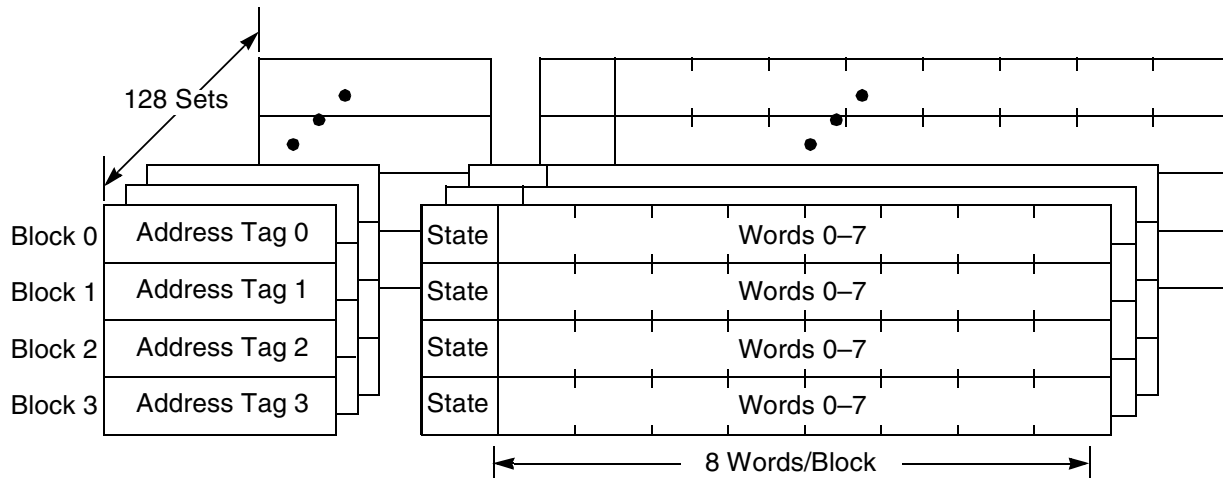 128 Sets
Block 0 Address Tag 0 State Words 0–7
Block 1 Address Tag 1 State Words 0–7
Block 2 Address Tag 2 State Words 0–7
Block 3 Address Tag 3 State Words 0–7
8 Words/Block